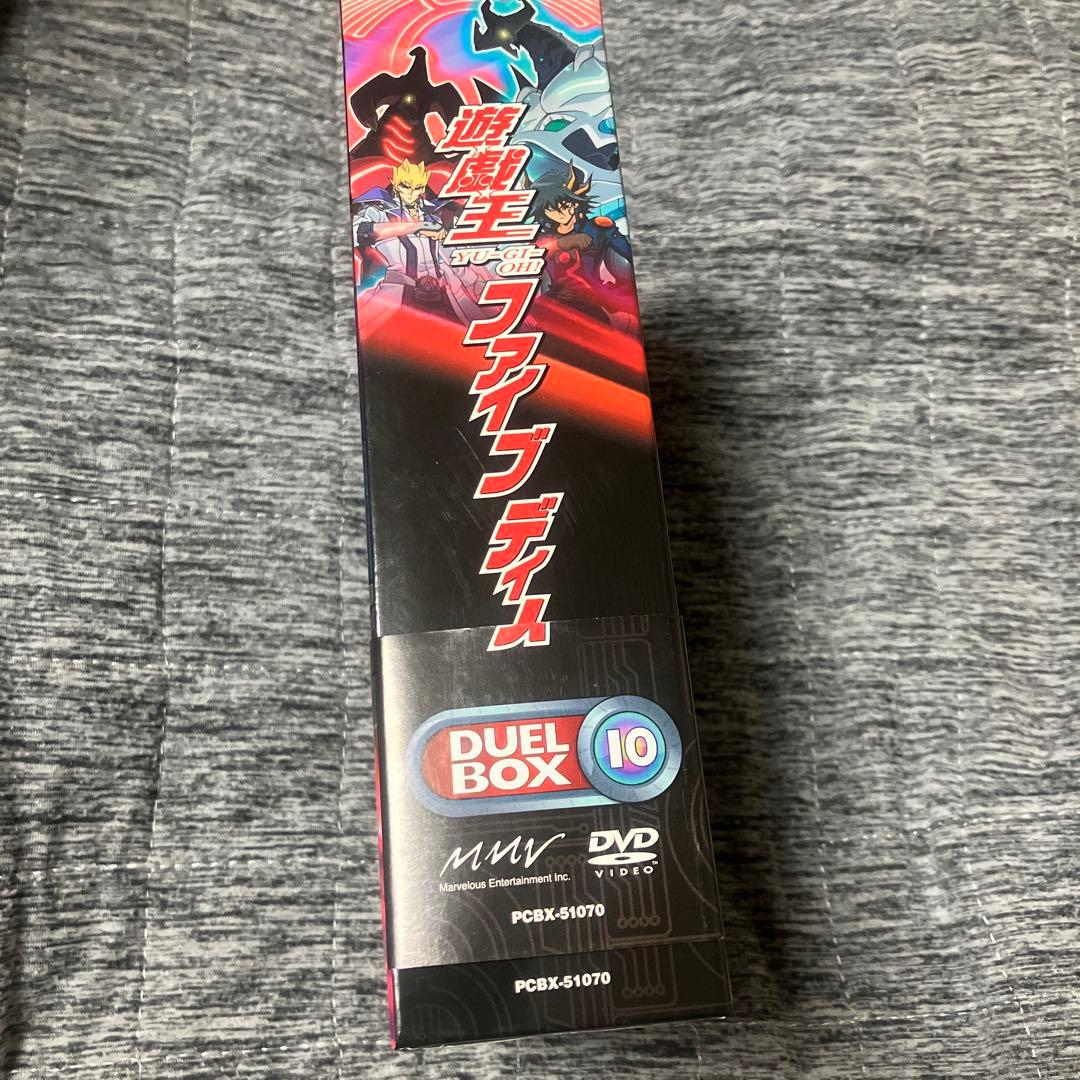 遊戯王
YU-GI-OH!
ファイブディーズ
DUEL
BOX
10
MMV
Marvelous Entertainment Inc.
DVD
VIDEO™
PCBX-51070
PCBX-51070